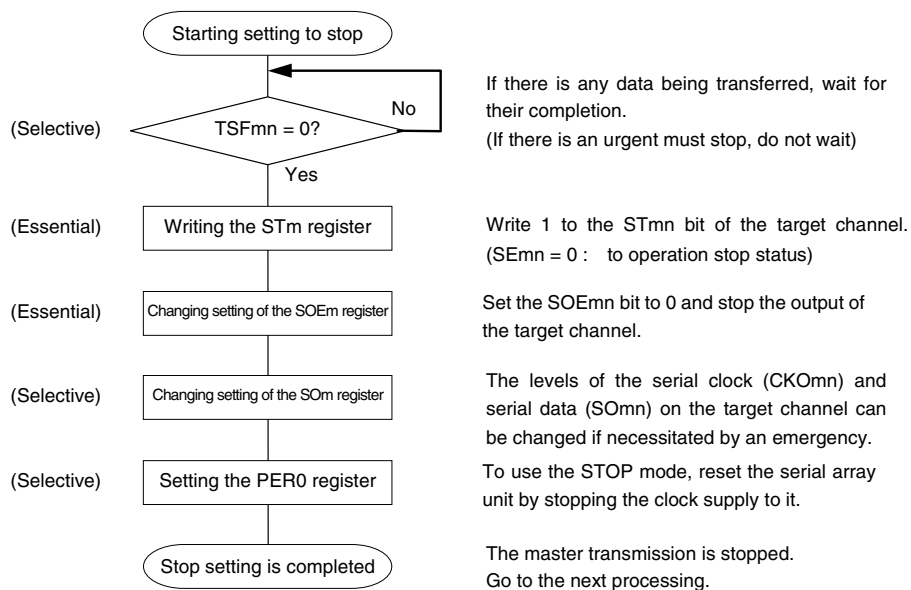 Starting setting to stop
No
(Selective)
TSFmn = 0?
If there is any data being transferred, wait for
their completion.
(If there is an urgent must stop, do not wait)
Yes
(Essential)
Writing the STm register
Write 1 to the STmn bit of the target channel.
(SEmn = 0 : to operation stop status)
(Essential)
Changing setting of the SOEm register
Set the SOEmn bit to 0 and stop the output of
the target channel.
(Selective)
Changing setting of the SOm register
The levels of the serial clock (CKOmn) and
serial data (SOmn) on the target channel can
be changed if necessitated by an emergency.
(Selective)
Setting the PER0 register
To use the STOP mode, reset the serial array
unit by stopping the clock supply to it.
Stop setting is completed
The master transmission is stopped.
Go to the next processing.